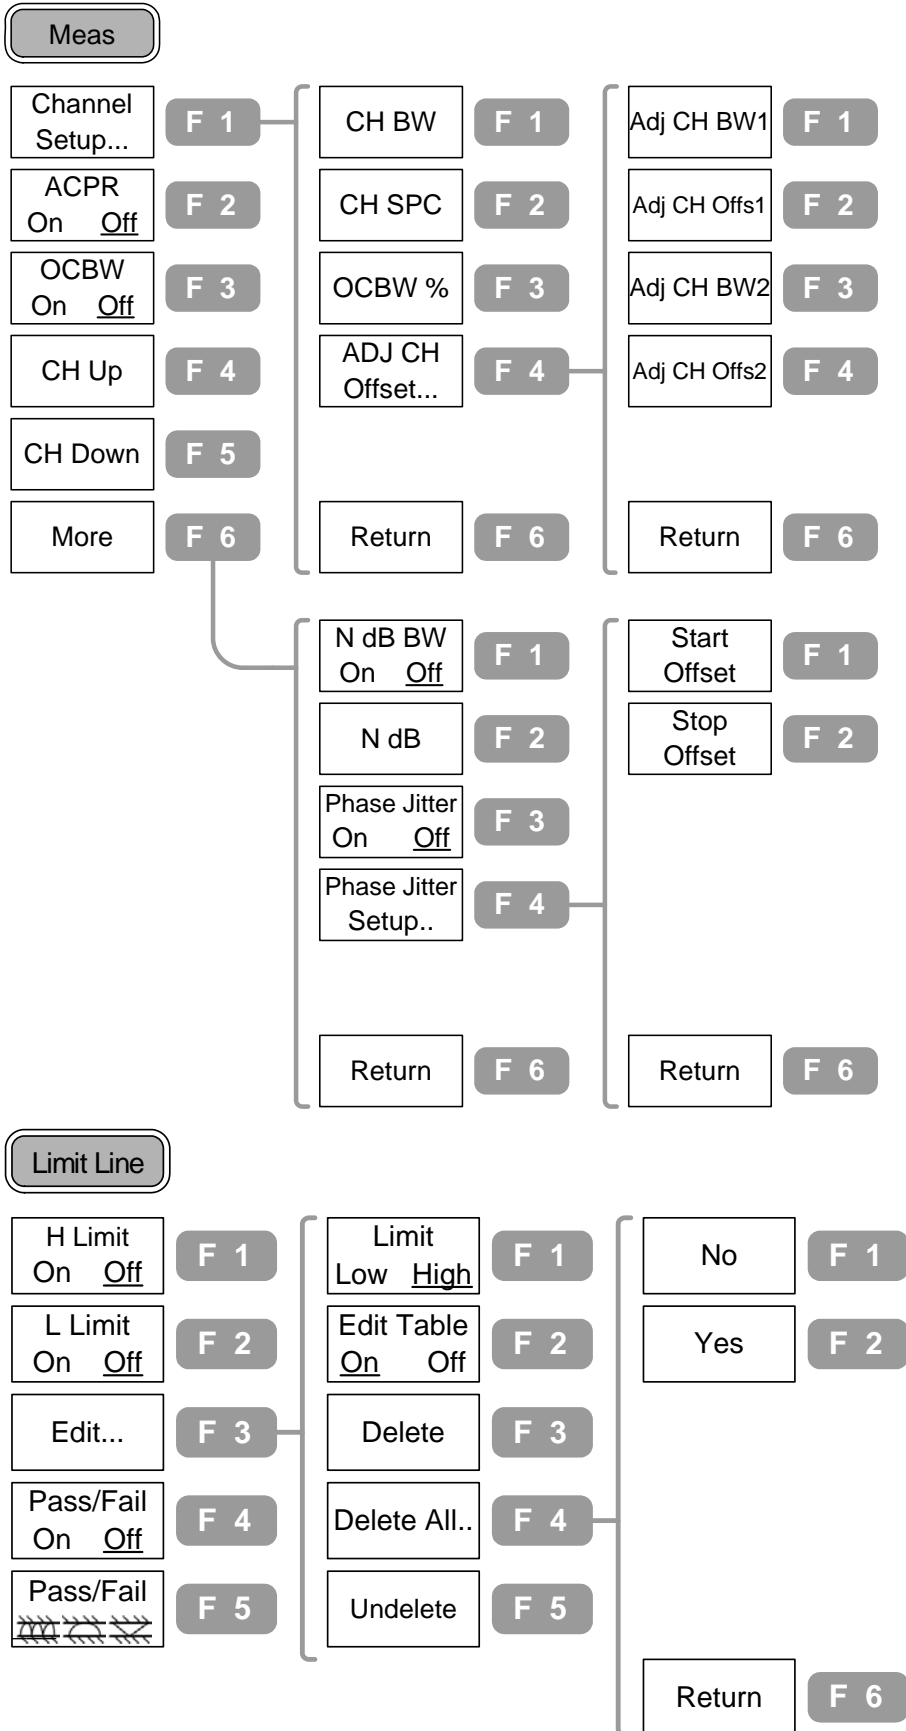 Meas
Channel
Setup...
F 1
ACPR
On Off
F 2
OCBW
On Off
F 3
CH Up
F 4
CH Down
F 5
More
F 6
CH BW
F 1
CH SPC
F 2
OCBW %
F 3
ADJ CH
Offset...
F 4
Return
F 6
Adj CH BW1
F 1
Adj CH Offs1
F 2
Adj CH BW2
F 3
Adj CH Offs2
F 4
Return
F 6
N dB BW
On Off
F 1
N dB
F 2
Phase Jitter
On Off
F 3
Phase Jitter
Setup..
F 4
Return
F 6
Start
Offset
F 1
Stop
Offset
F 2
Return
F 6
Limit Line
H Limit
On Off
F 1
L Limit
On Off
F 2
Edit...
F 3
Pass/Fail
On Off
F 4
Pass/Fail
F 5
Limit
Low High
F 1
Edit Table
On Off
F 2
Delete
F 3
Delete All..
F 4
Undelete
F 5
No
F 1
Yes
F 2
Return
F 6